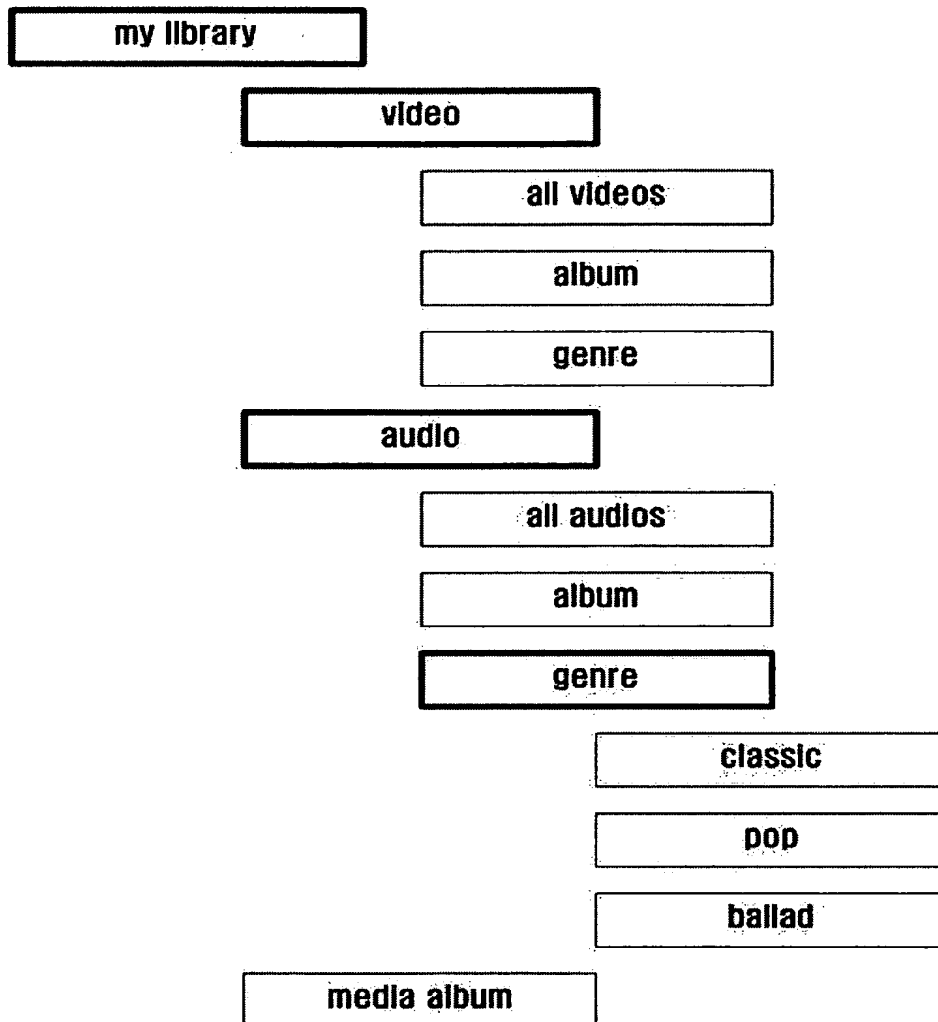 my library
video
all videos
album
genre
audio
all audios
album
genre
classic
pop
ballad
media album